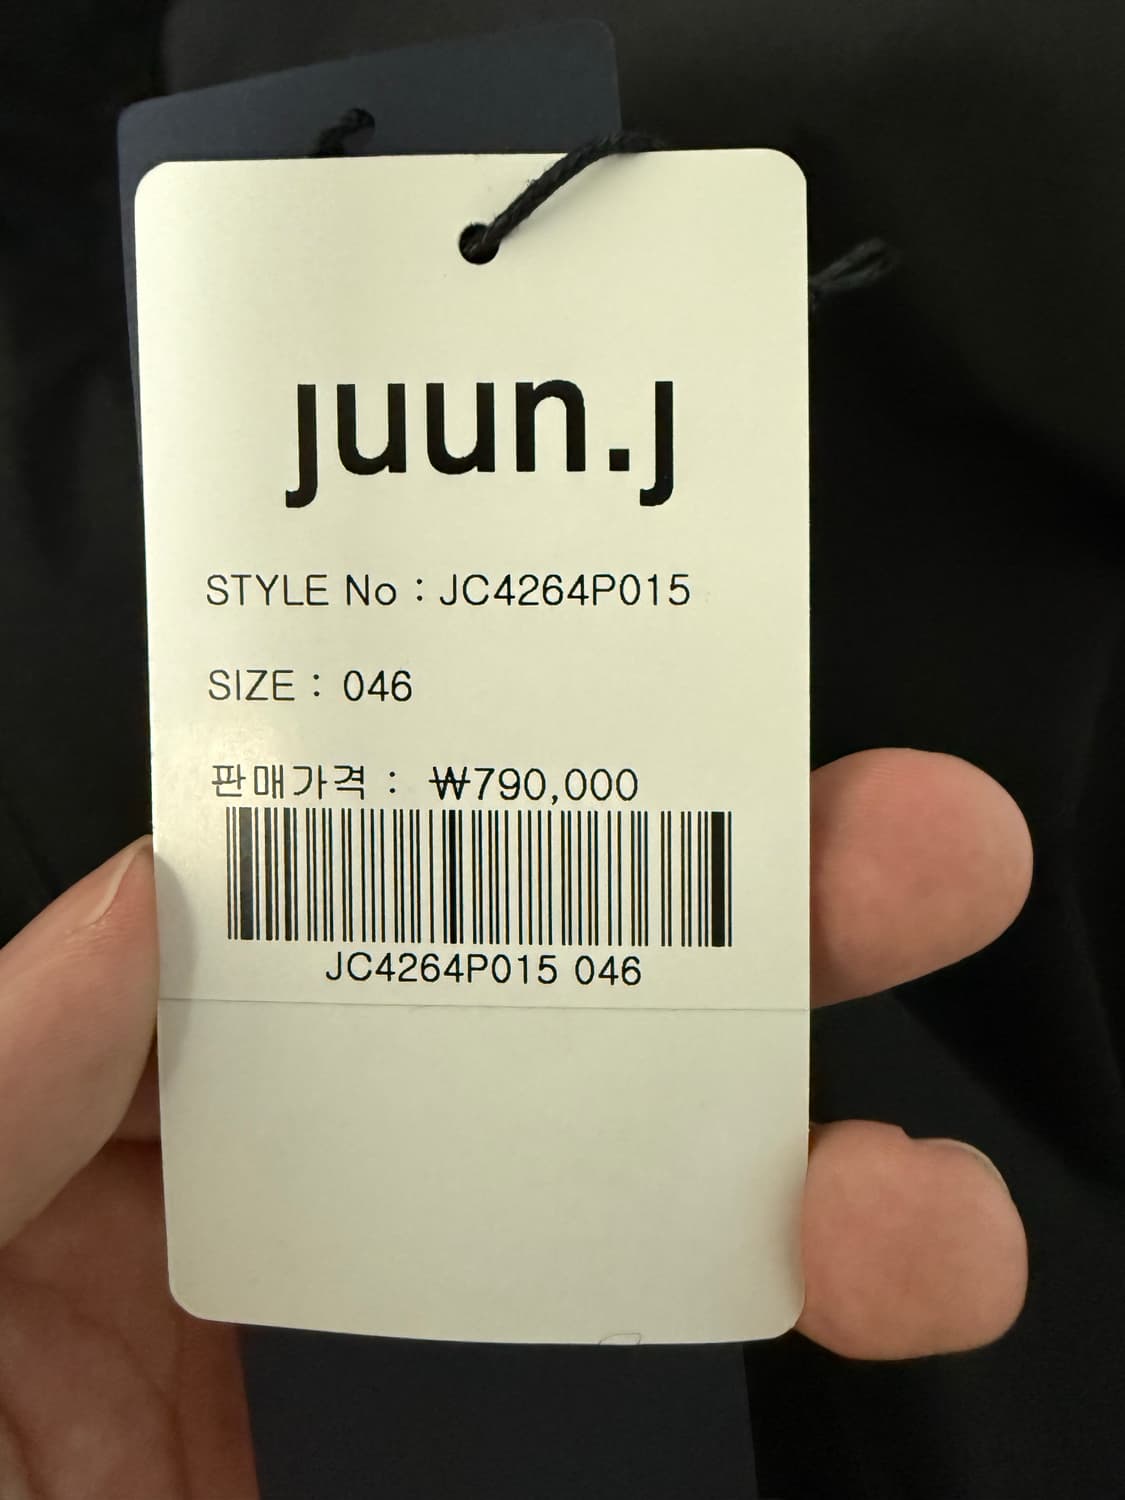 juun.j
STYLE No : JC4264P015
SIZE : 046
판매가격 : ₩790,000
JC4264P015 046